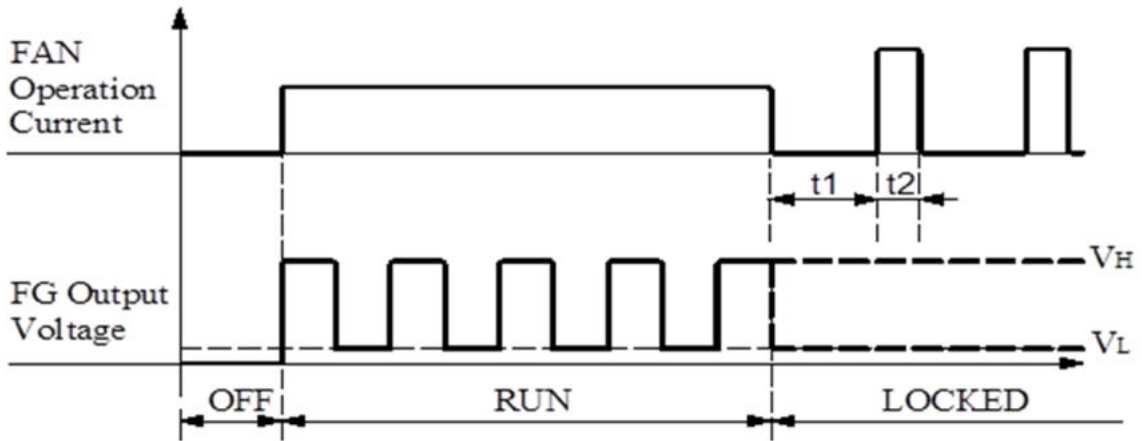 FAN
Operation
Current
t1 t2
VH
FG Output
Voltage
VL
OFF RUN LOCKED